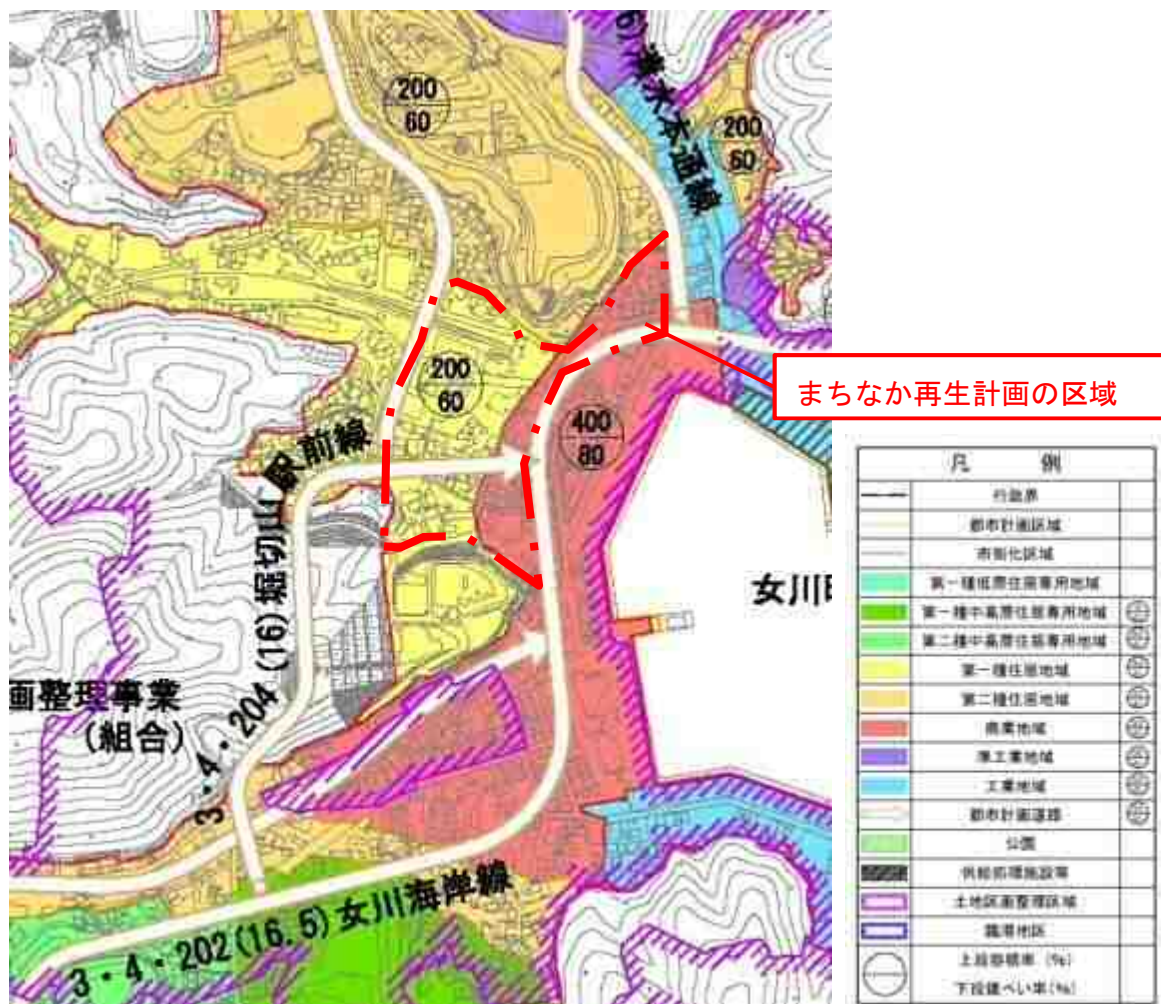 200
60
200
60
清水本通線
200
60
400
80
駅前線
3・4・204(16)堀切山
画整理事業
(組合)
3・4・202(16.5)女川海岸線
女川
まちなか再生計画の区域
凡 例
行政界
都市計画区域
市街化区域
第一種低層住居専用地域
第一種中高層住居専用地域
第二種中高層住居専用地域
第一種住居地域
第二種住居地域
商業地域
準工業地域
工業地域
都市計画道路
公園
供給処理施設等
土地区画整理区域
臨港地区
上段容積率 (%)
下段建ぺい率(%)